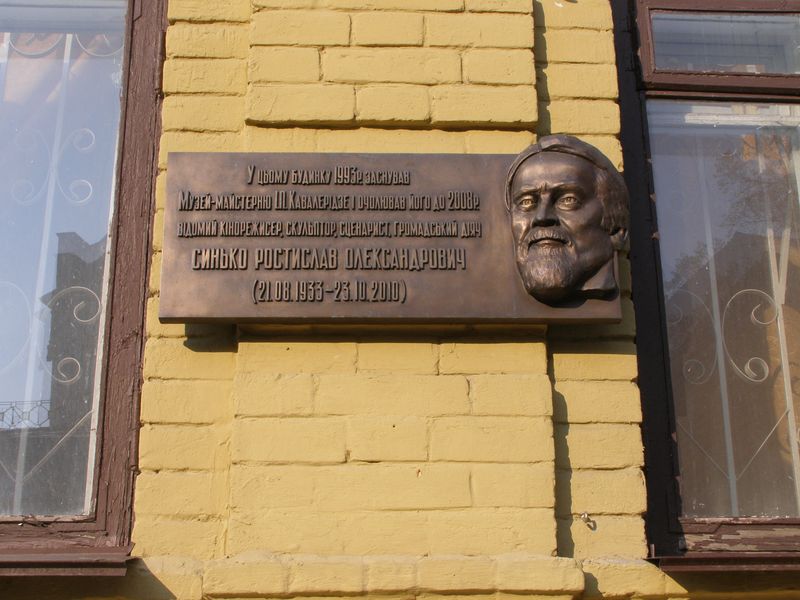 У цьому будинку 1993р. заснував
Музей-майстерню І.П. Кавалерідзе і очолював його до 2008р.
відомий кінорежисер, скульптор, сценарист, громадський діяч
СИНЬКО РОСТИСЛАВ ОЛЕКСАНДРОВИЧ
(21.08.1933–23.10.2010)